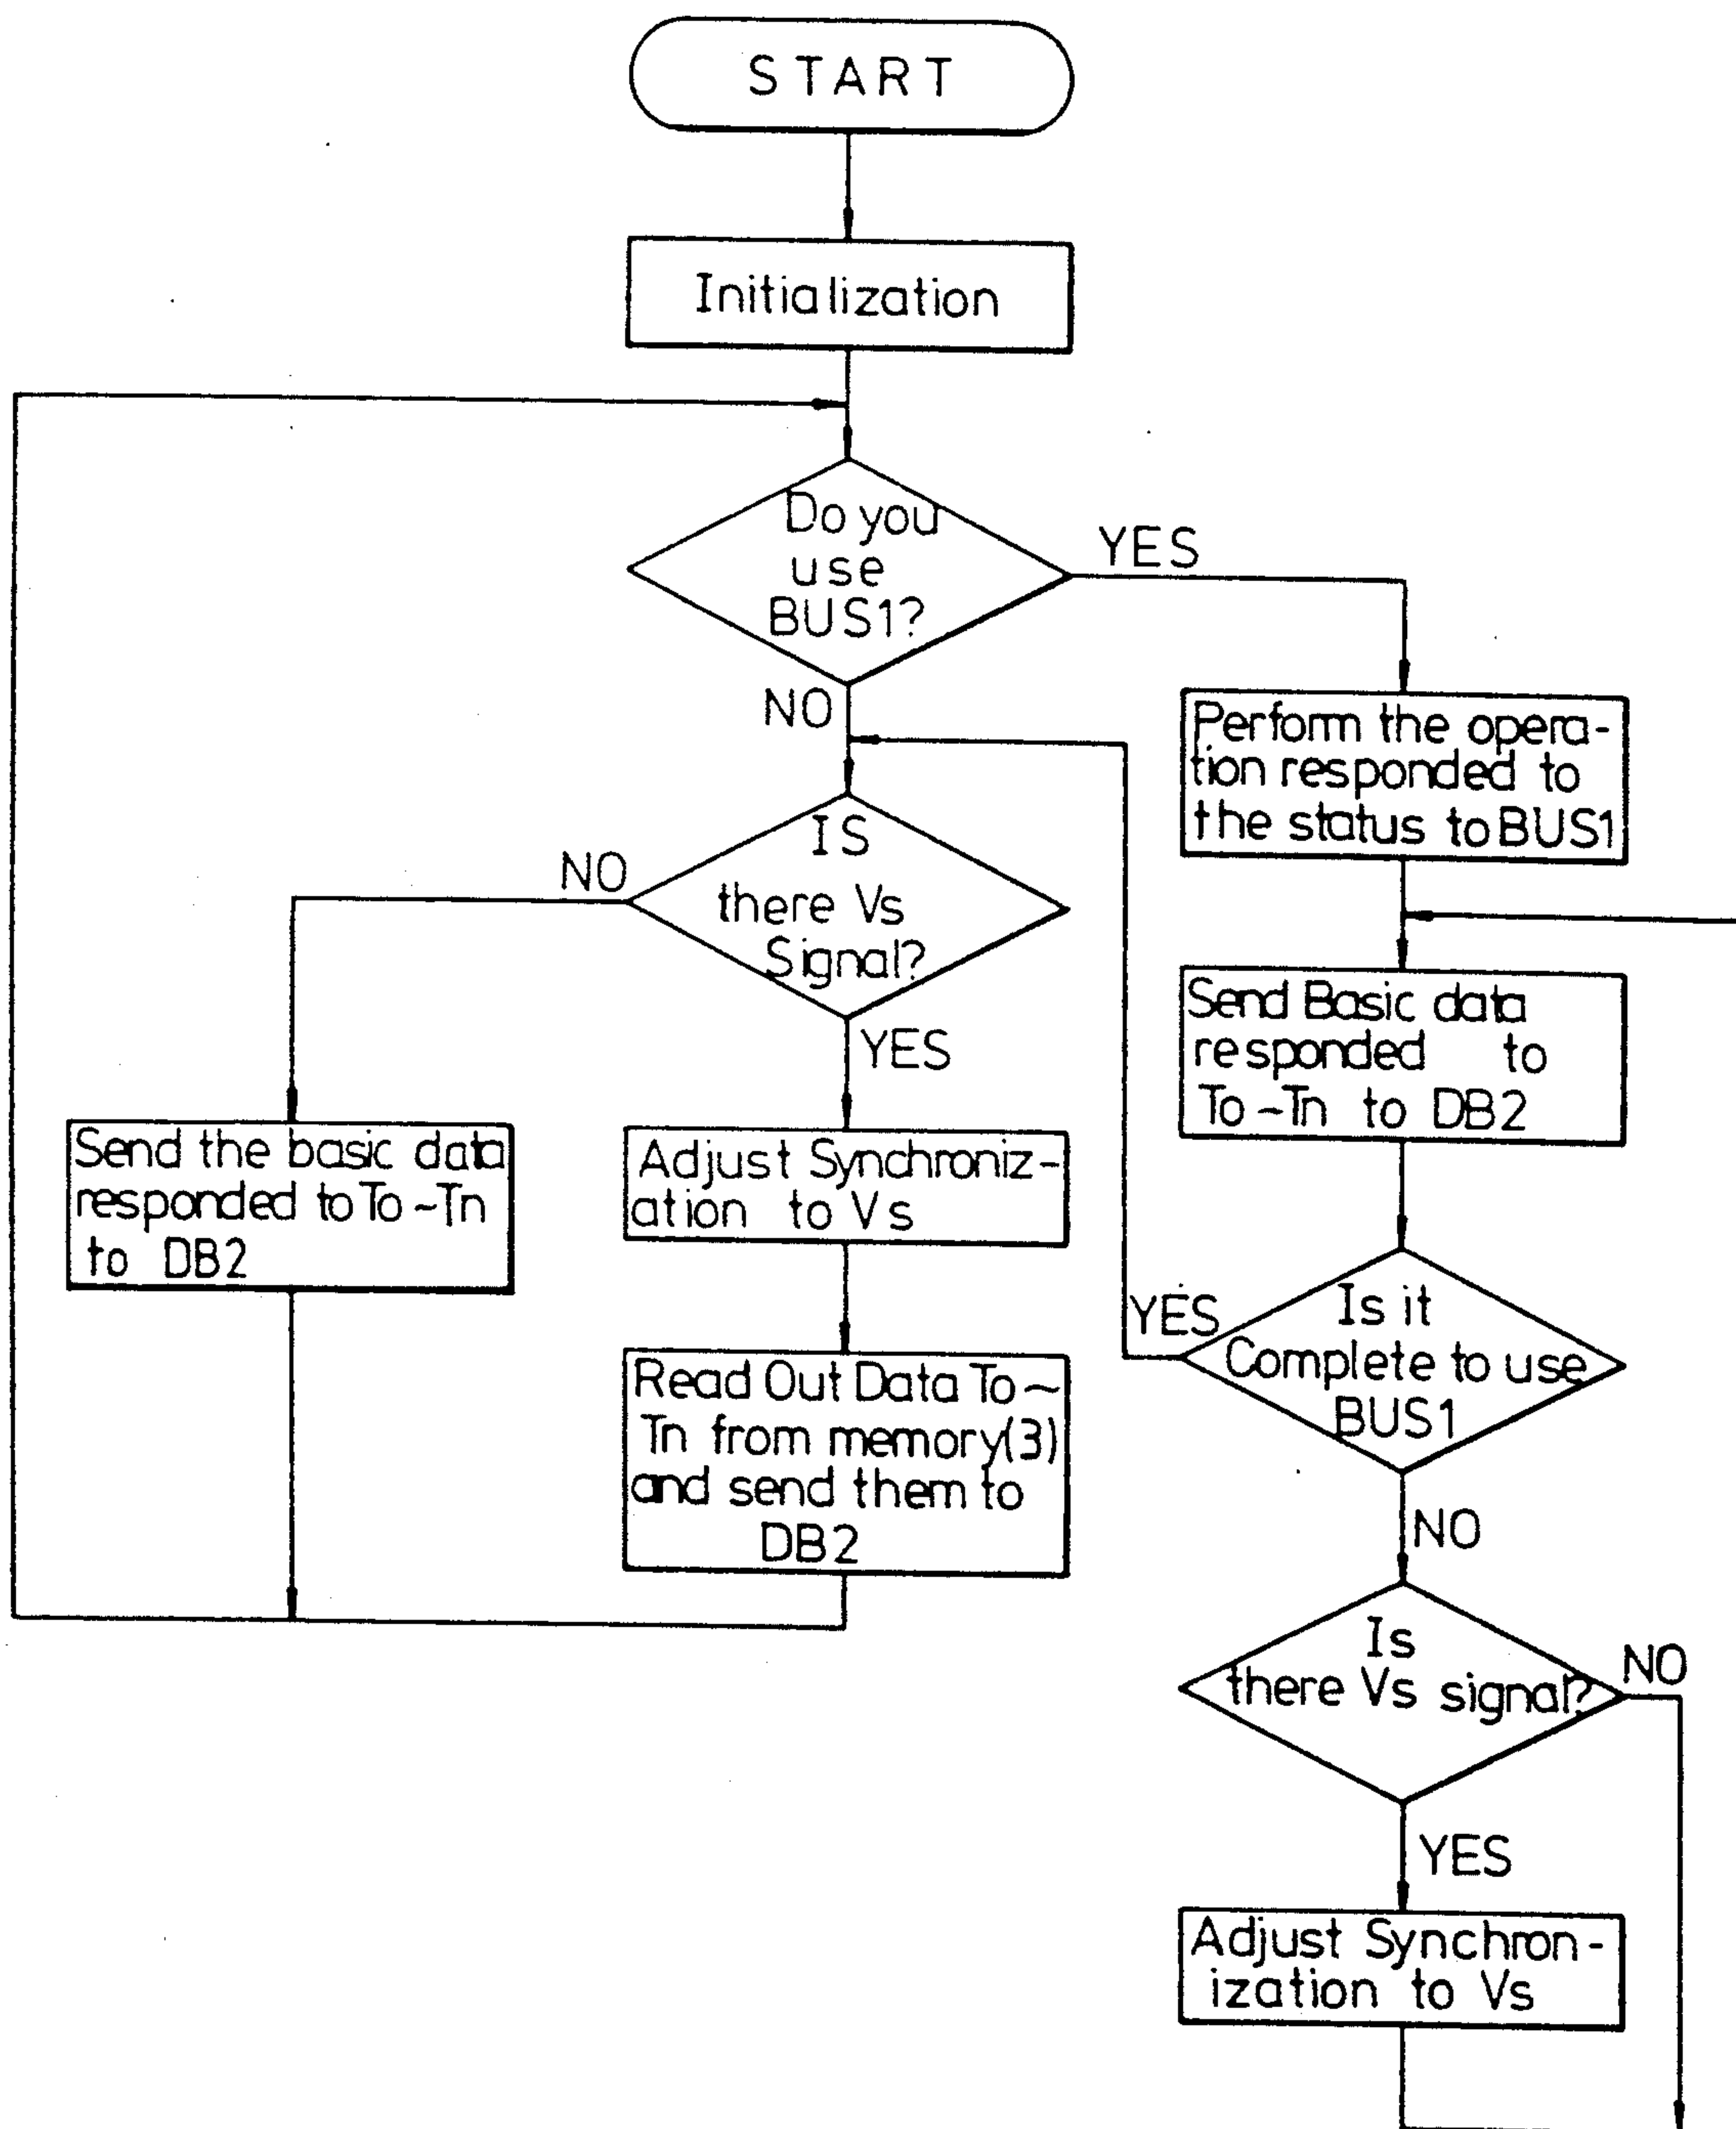 START
Initialization
Do you
use
BUS1?
YES
NO
Perform the opera-
tion responded to
the status to BUS1
IS
there Vs
Signal?
NO
YES
Send Basic data
responded to
To ~Tn to DB2
Send the basic data
responded to To ~Tn
to DB2
Adjust Synchroniz-
ation to Vs
YES
Is it
Complete to use
BUS1
Read Out Data To ~
Tn from memory(3)
and send them to
DB2
NO
Is
there Vs signal?
NO
YES
Adjust Synchron-
ization to Vs